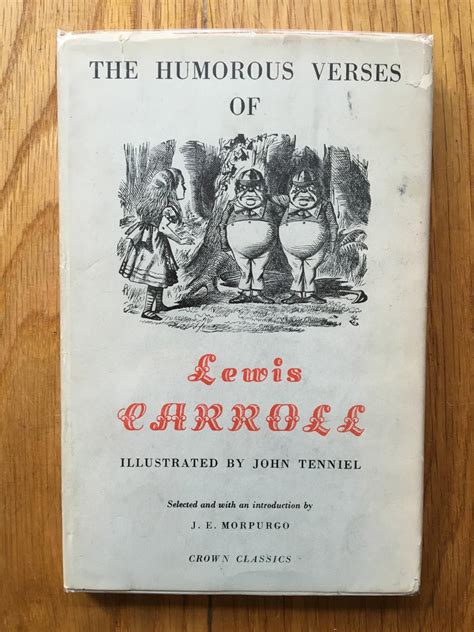 THE HUMOROUS VERSES
OF
Lewis
CARROLL
ILLUSTRATED BY JOHN TENNIEL
Selected and with an introduction by
J. E. MORPURGO
CROWN CLASSICS